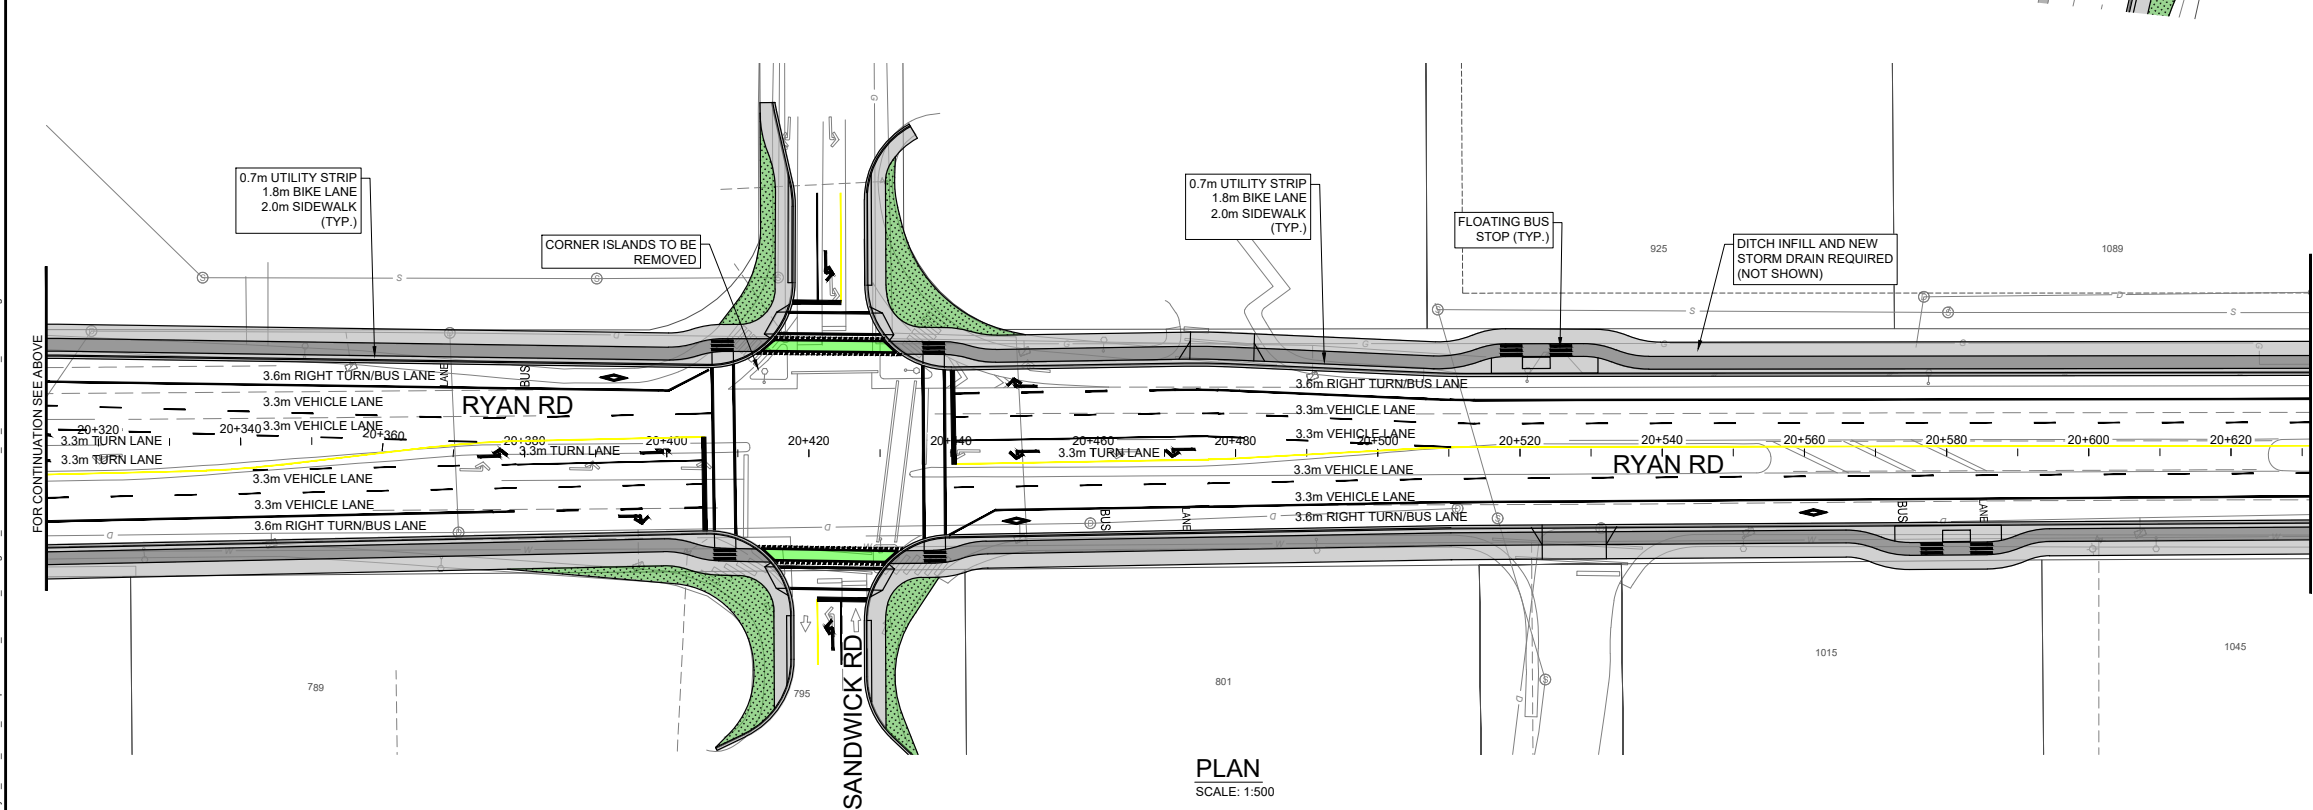 0.7m UTILITY STRIP
1.8m BIKE LANE
2.0m SIDEWALK
(TYP.)
CORNER ISLANDS TO BE
REMOVED
0.7m UTILITY STRIP
1.8m BIKE LANE
2.0m SIDEWALK
(TYP.)
FLOATING BUS
STOP (TYP.)
DITCH INFILL AND NEW
STORM DRAIN REQUIRED
(NOT SHOWN)
925
1089
FOR CONTINUATION SEE ABOVE
3.6m RIGHT TURN/BUS LANE
LANE
BUS
3.3m VEHICLE LANE
RYAN RD
3.3m VEHICLE LANE
3.6m RIGHT TURN/BUS LANE
3.3m VEHICLE LANE
3.3m VEHICLE LANE
20+320
20+340
20+360
20+380
20+400
20+420
20+440
20+460
20+480
20+500
20+520
20+540
20+560
20+580
20+600
20+620
3.3m TURN LANE
3.3m TURN LANE
3.3m TURN LANE
3.3m TURN LANE
RYAN RD
3.3m VEHICLE LANE
3.3m VEHICLE LANE
3.6m RIGHT TURN/BUS LANE
3.3m VEHICLE LANE
3.3m VEHICLE LANE
3.6m RIGHT TURN/BUS LANE
BUS
LANE
BUS
LANE
789
795
SANDWICK RD
801
1015
1045
PLAN
SCALE: 1:500